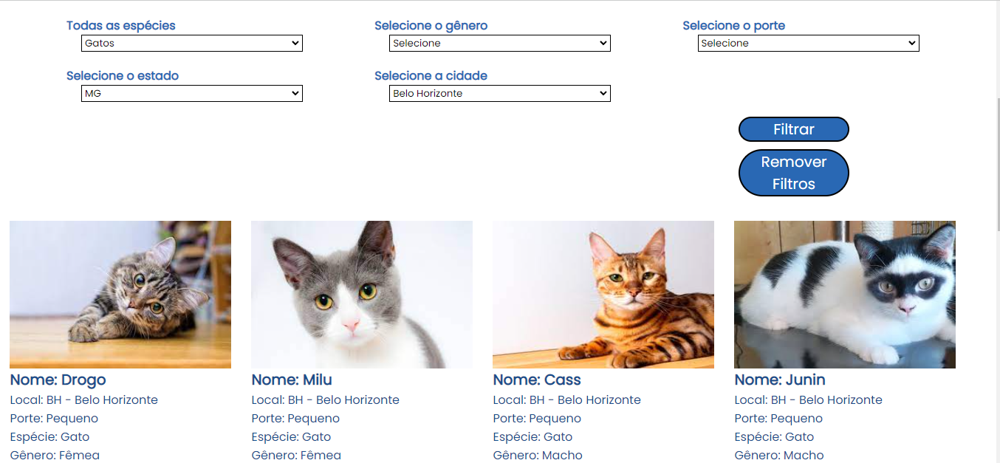 Todas as espécies
Gatos
Selecione o gênero
Selecione
Selecione o porte
Selecione
Selecione o estado
MG
Selecione a cidade
Belo Horizonte
Filtrar
Remover
Filtros
Nome: Drogo
Local: BH - Belo Horizonte
Porte: Pequeno
Espécie: Gato
Gênero: Fêmea
Nome: Milu
Local: BH - Belo Horizonte
Porte: Pequeno
Espécie: Gato
Gênero: Fêmea
Nome: Cass
Local: BH - Belo Horizonte
Porte: Pequeno
Espécie: Gato
Gênero: Macho
Nome: Junin
Local: BH - Belo Horizonte
Porte: Pequeno
Espécie: Gato
Gênero: Macho